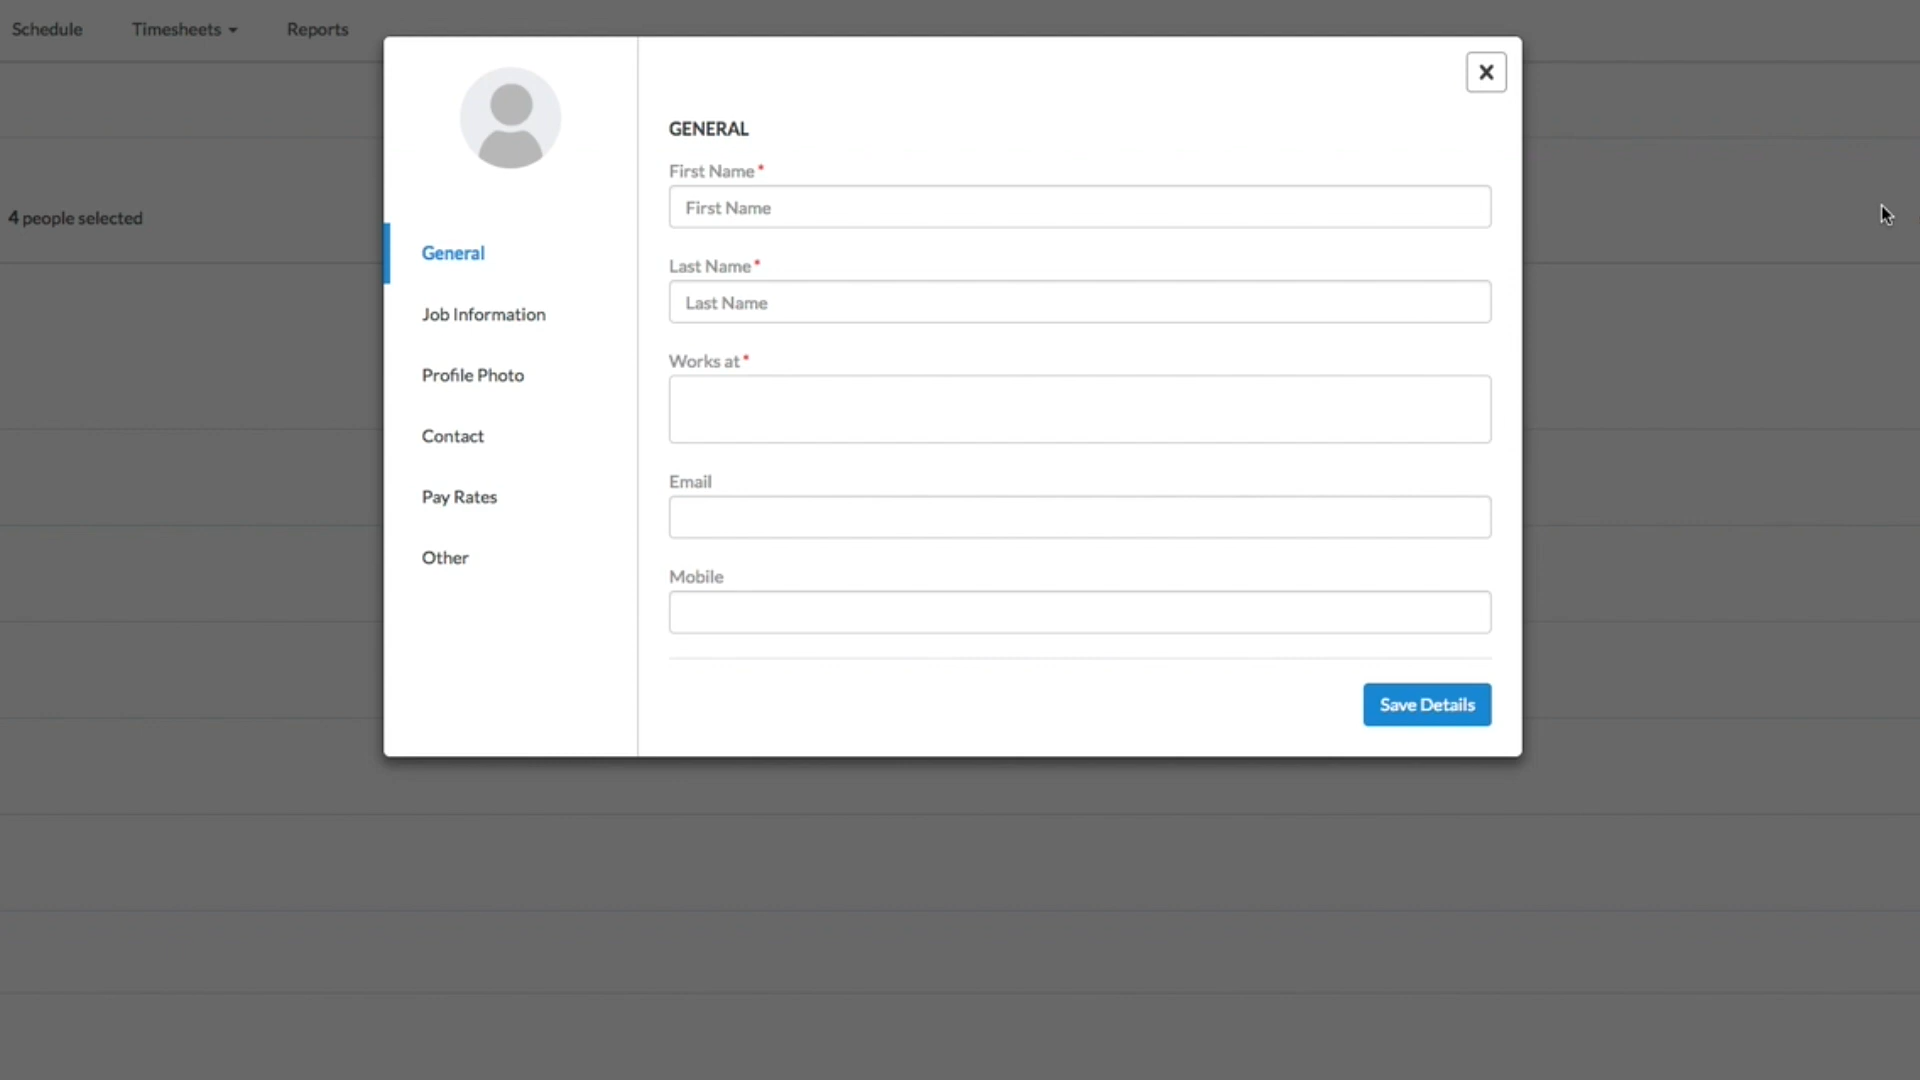 Schedule Timesheets Reports
4 people selected
General
Job Information
Profile Photo
Contact
Pay Rates
Other
GENERAL
First Name*
First Name
Last Name*
Last Name
Works at*
Email
Mobile
Save Details